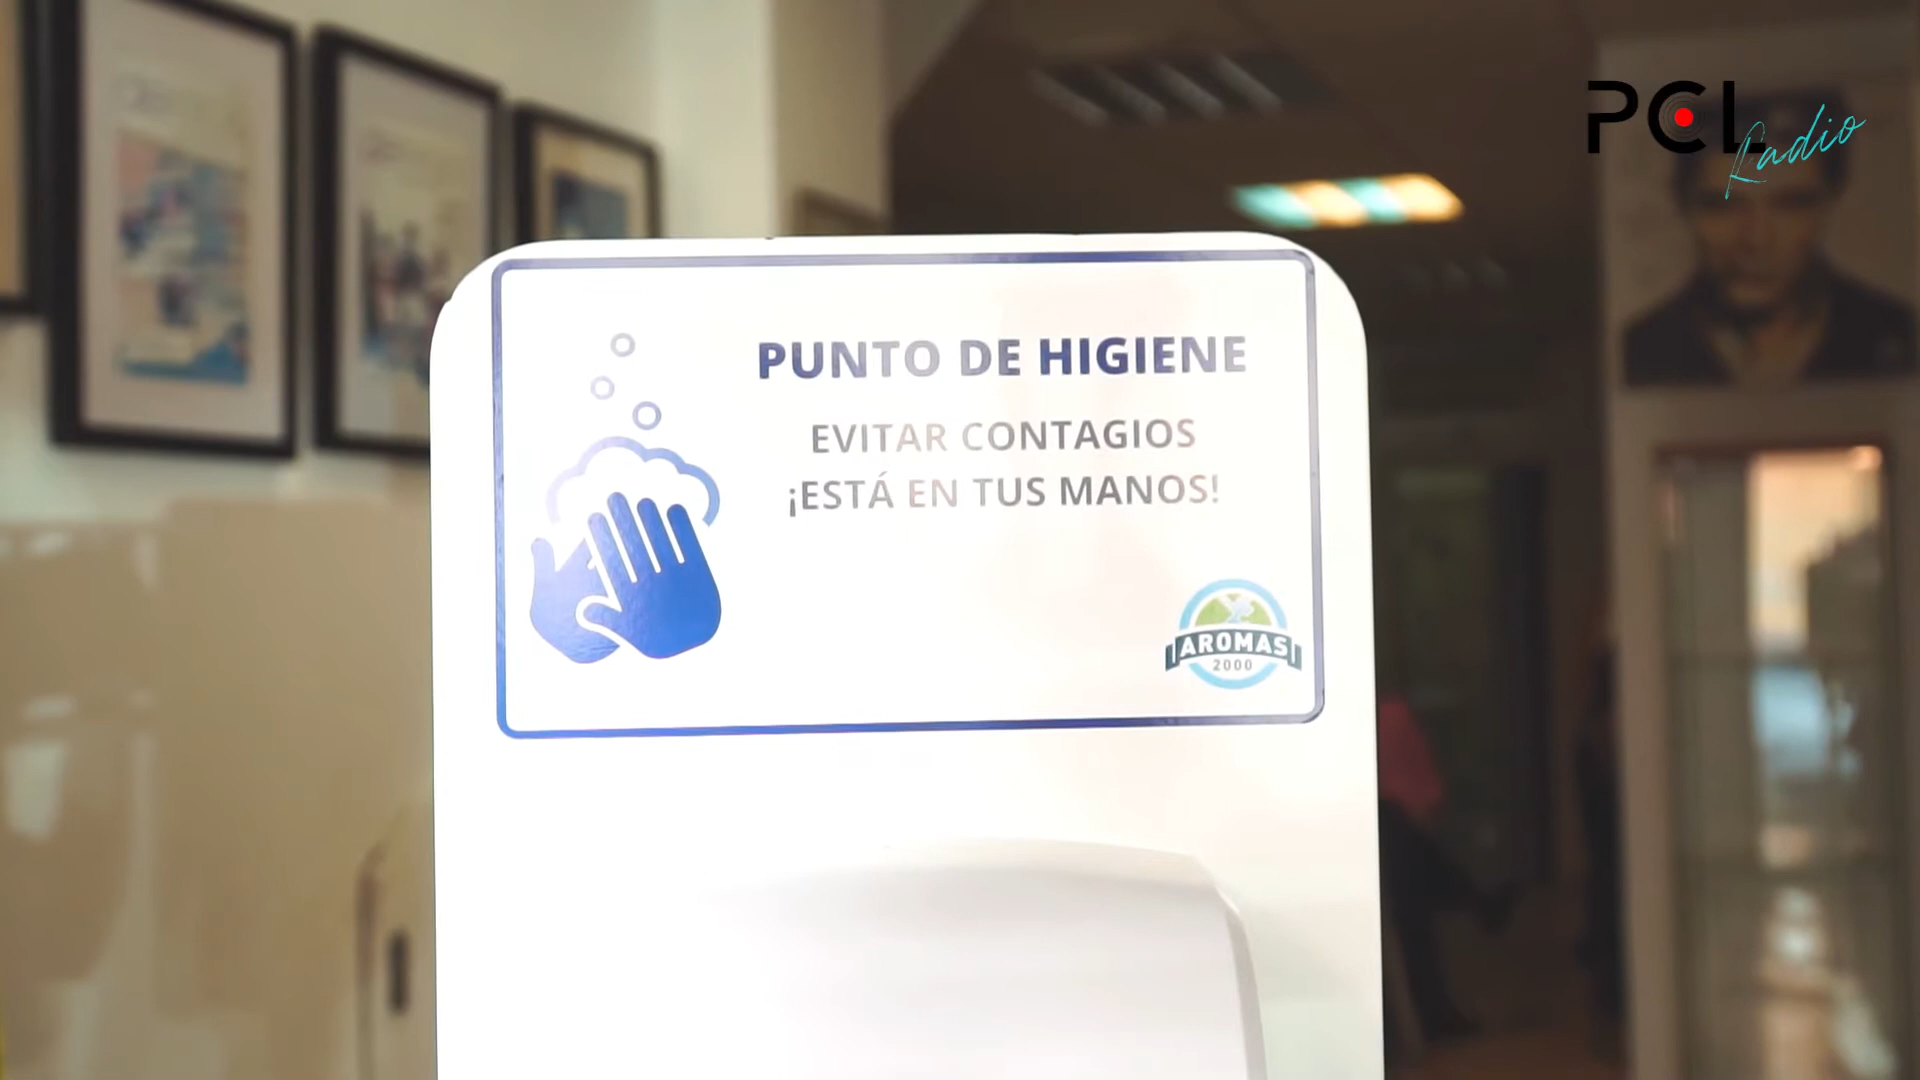 PCL
Radio
PUNTO DE HIGIENE
EVITAR CONTAGIOS
¡ESTÁ EN TUS MANOS!
AROMAS
2000